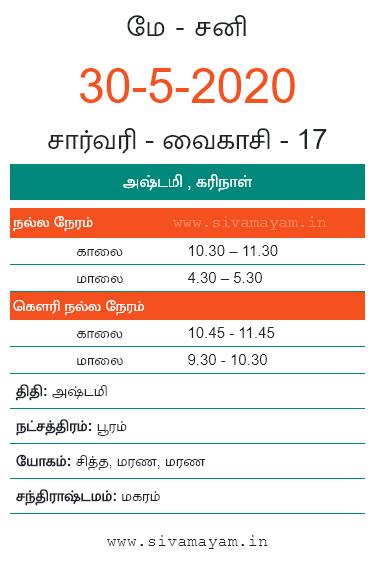 மே - சனி
30-5-2020
சார்வரி - வைகாசி - 17
அஷ்டமி , கரிநாள்
நல்ல நேரம் www.sivamayam.in
காலை 10.30 – 11.30
மாலை 4.30 – 5.30
கௌரி நல்ல நேரம்
காலை 10.45 - 11.45
மாலை 9.30 - 10.30
திதி: அஷ்டமி
நட்சத்திரம்: பூரம்
யோகம்: சித்த, மரண, மரண
சந்திராஷ்டமம்: மகரம்
www.sivamayam.in